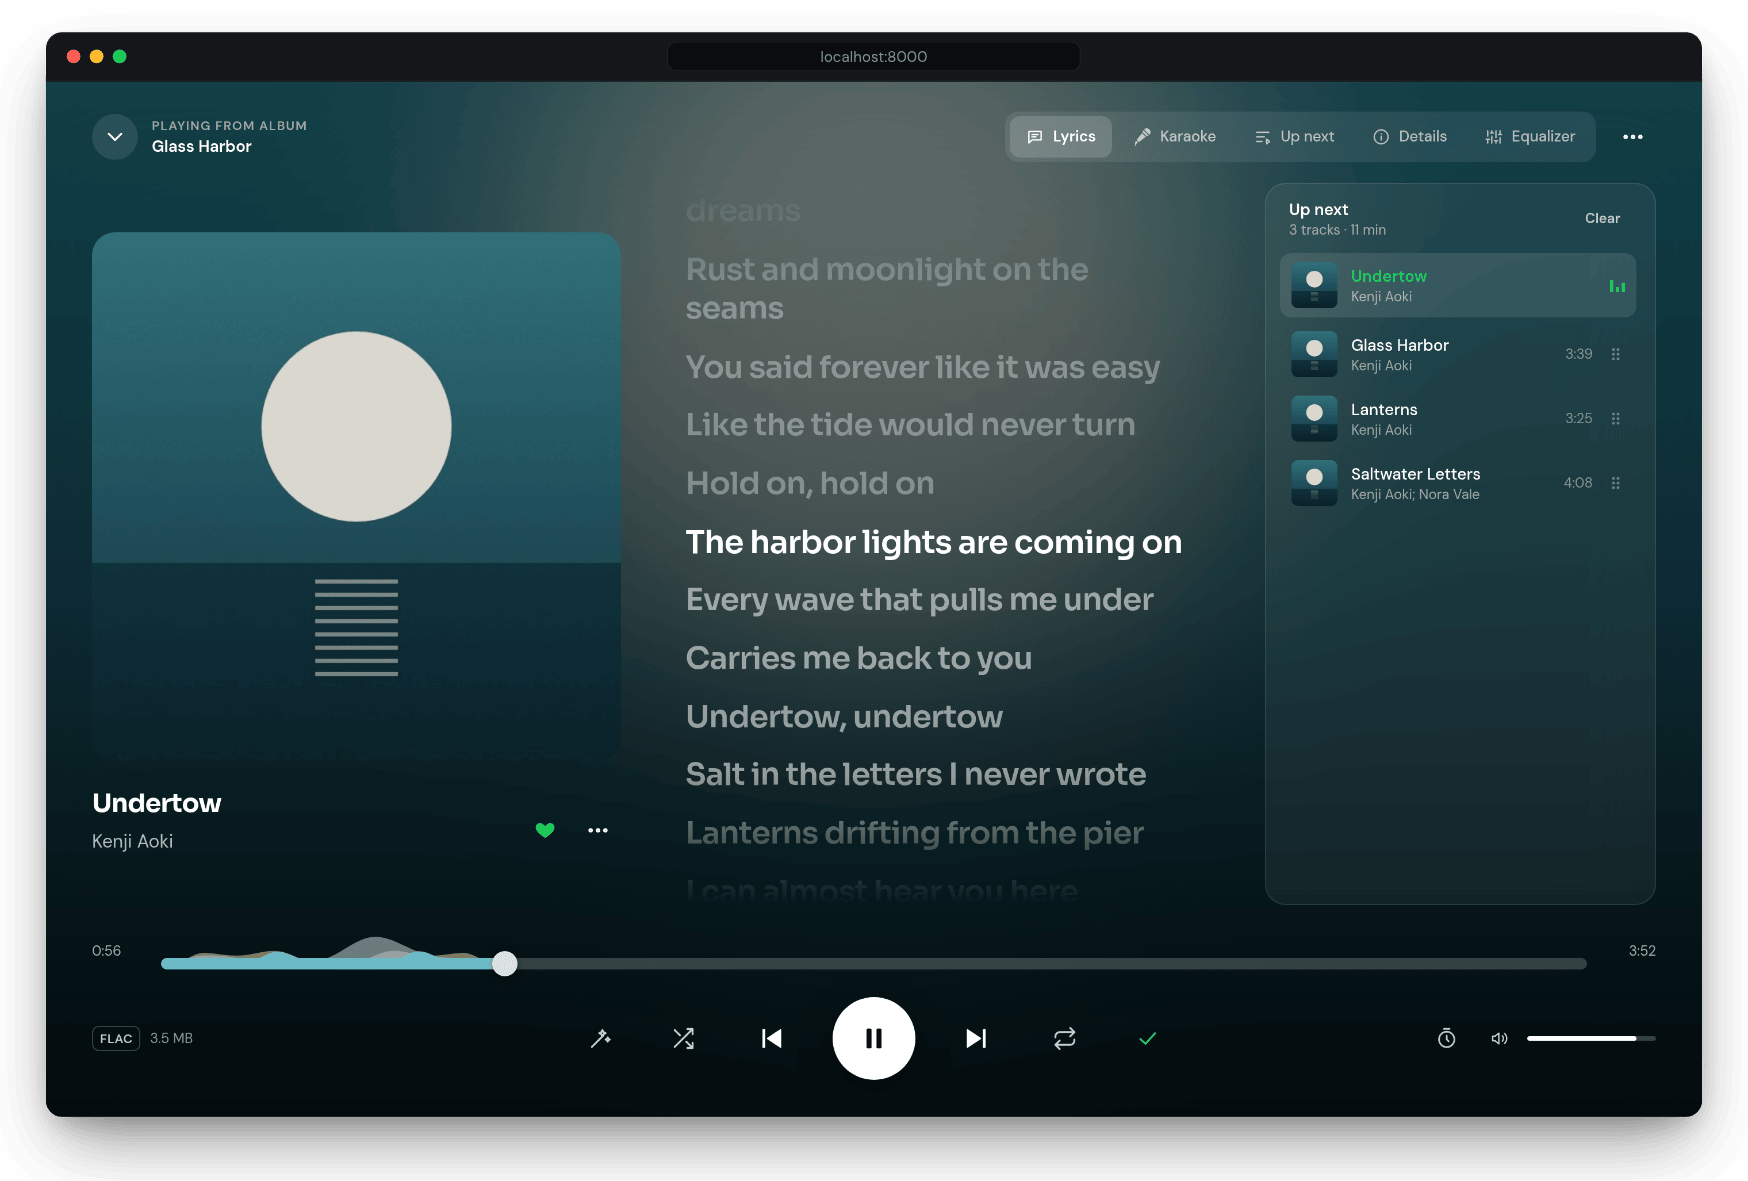 localhost:8000
PLAYING FROM ALBUM
Glass Harbor
Lyrics
Karaoke
Up next
Details
Equalizer
dreams
Rust and moonlight on the
seams
You said forever like it was easy
Like the tide would never turn
Hold on, hold on
The harbor lights are coming on
Every wave that pulls me under
Carries me back to you
Undertow, undertow
Salt in the letters I never wrote
Lanterns drifting from the pier
I can almost hear you here
Up next
3 tracks · 11 min
Clear
Undertow
Kenji Aoki
Glass Harbor
Kenji Aoki
3:39
Lanterns
Kenji Aoki
3:25
Saltwater Letters
Kenji Aoki; Nora Vale
4:08
Undertow
Kenji Aoki
0:56
3:52
FLAC
3.5 MB